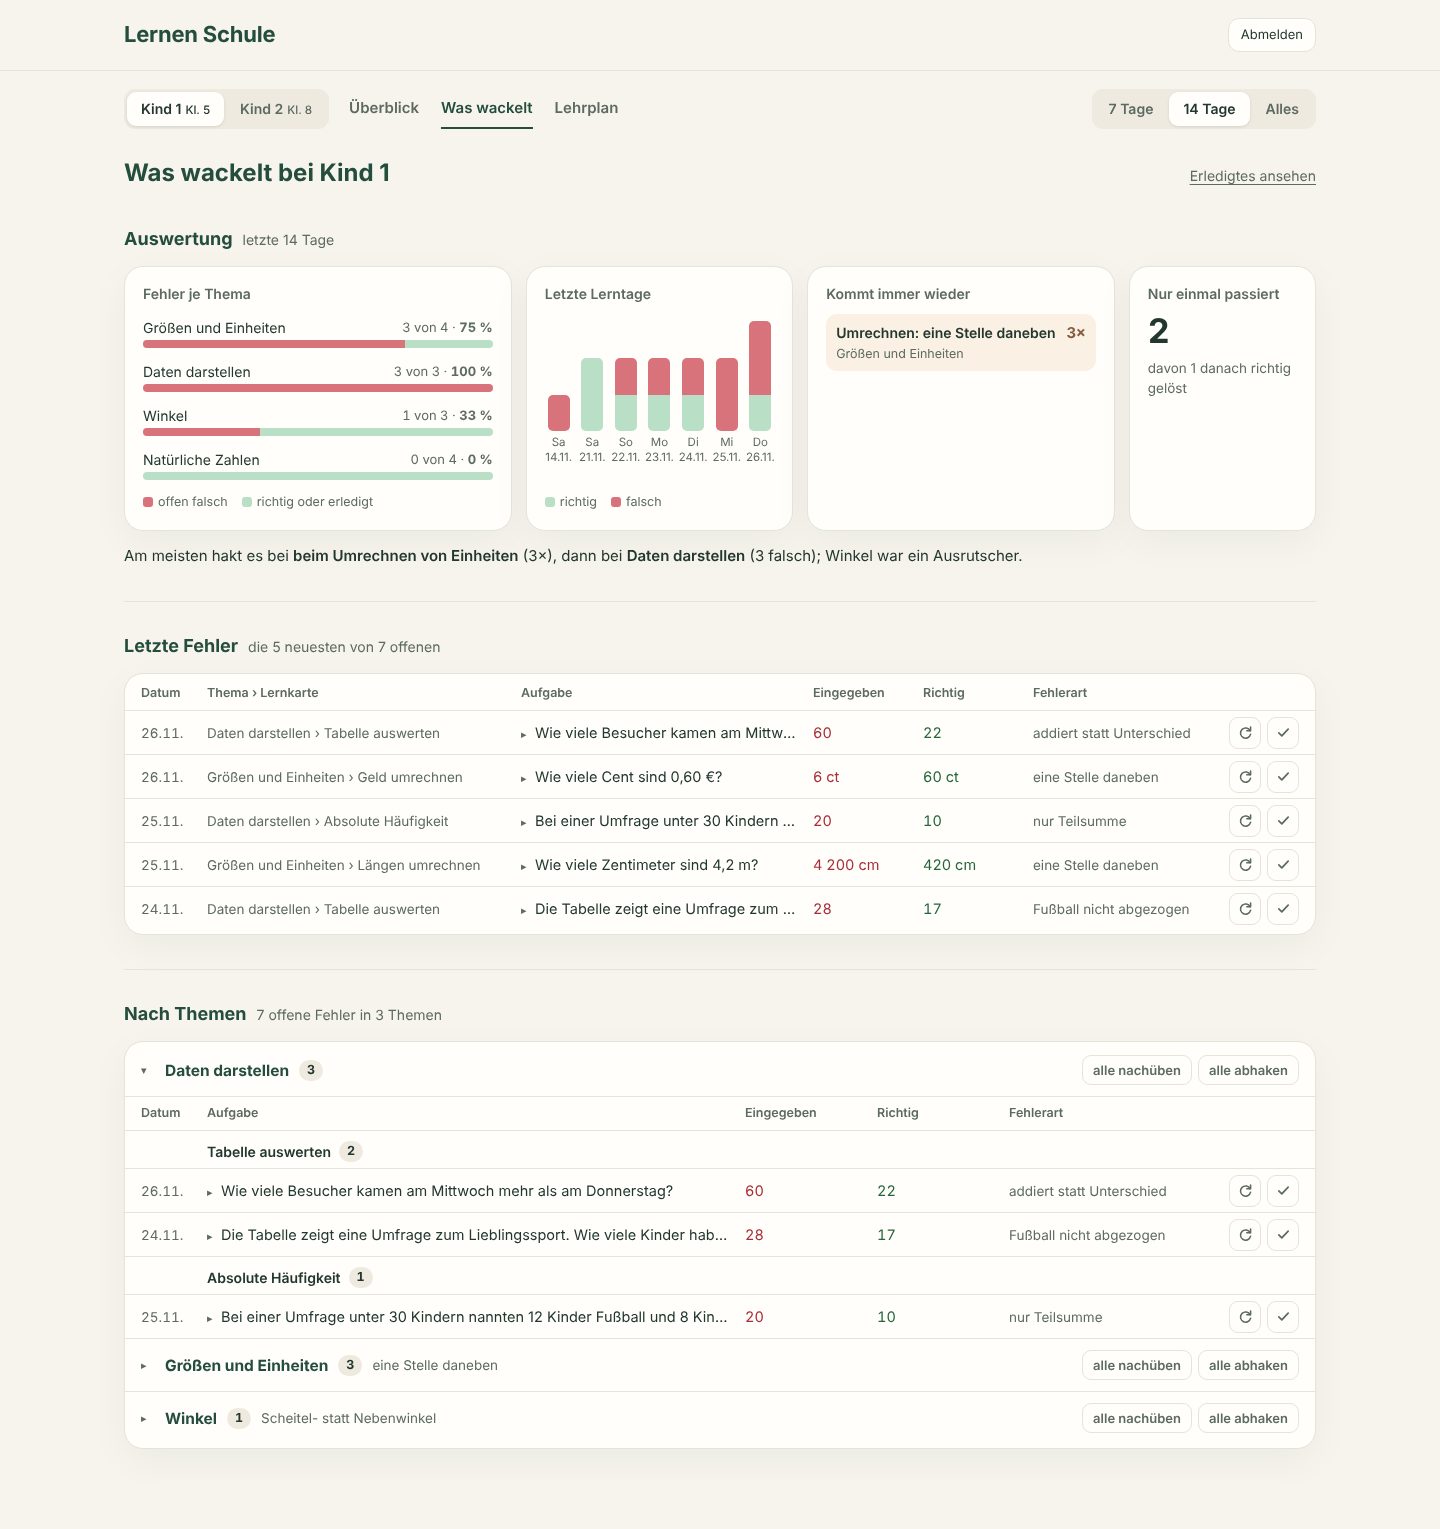 Lernen Schule
Abmelden
Kind 1 Kl. 5
Kind 2 Kl. 8
Überblick
Was wackelt
Lehrplan
7 Tage
14 Tage
Alles
Was wackelt bei Kind 1
Erledigtes ansehen
Auswertung letzte 14 Tage
Fehler je Thema
Größen und Einheiten 3 von 4 · 75 %
Daten darstellen 3 von 3 · 100 %
Winkel 1 von 3 · 33 %
Natürliche Zahlen 0 von 4 · 0 %
offen falsch richtig oder erledigt
Letzte Lerntage
Sa Sa So Mo Di Mi Do
14.11. 21.11. 22.11. 23.11. 24.11. 25.11. 26.11.
richtig falsch
Kommt immer wieder
Umrechnen: eine Stelle daneben 3×
Größen und Einheiten
Nur einmal passiert
2
davon 1 danach richtig
gelöst
Am meisten hakt es bei beim Umrechnen von Einheiten (3×), dann bei Daten darstellen (3 falsch); Winkel war ein Ausrutscher.
Letzte Fehler die 5 neuesten von 7 offenen
Datum Thema › Lernkarte Aufgabe Eingegeben Richtig Fehlerart
26.11. Daten darstellen › Tabelle auswerten ▸ Wie viele Besucher kamen am Mittw… 60 22 addiert statt Unterschied
26.11. Größen und Einheiten › Geld umrechnen ▸ Wie viele Cent sind 0,60 €? 6 ct 60 ct eine Stelle daneben
25.11. Daten darstellen › Absolute Häufigkeit ▸ Bei einer Umfrage unter 30 Kindern … 20 10 nur Teilsumme
25.11. Größen und Einheiten › Längen umrechnen ▸ Wie viele Zentimeter sind 4,2 m? 4 200 cm 420 cm eine Stelle daneben
24.11. Daten darstellen › Tabelle auswerten ▸ Die Tabelle zeigt eine Umfrage zum … 28 17 Fußball nicht abgezogen
Nach Themen 7 offene Fehler in 3 Themen
▾ Daten darstellen 3 alle nachüben alle abhaken
Datum Aufgabe Eingegeben Richtig Fehlerart
Tabelle auswerten 2
26.11. ▸ Wie viele Besucher kamen am Mittwoch mehr als am Donnerstag? 60 22 addiert statt Unterschied
24.11. ▸ Die Tabelle zeigt eine Umfrage zum Lieblingssport. Wie viele Kinder hab… 28 17 Fußball nicht abgezogen
Absolute Häufigkeit 1
25.11. ▸ Bei einer Umfrage unter 30 Kindern nannten 12 Kinder Fußball und 8 Kin… 20 10 nur Teilsumme
▸ Größen und Einheiten 3 eine Stelle daneben alle nachüben alle abhaken
▸ Winkel 1 Scheitel- statt Nebenwinkel alle nachüben alle abhaken